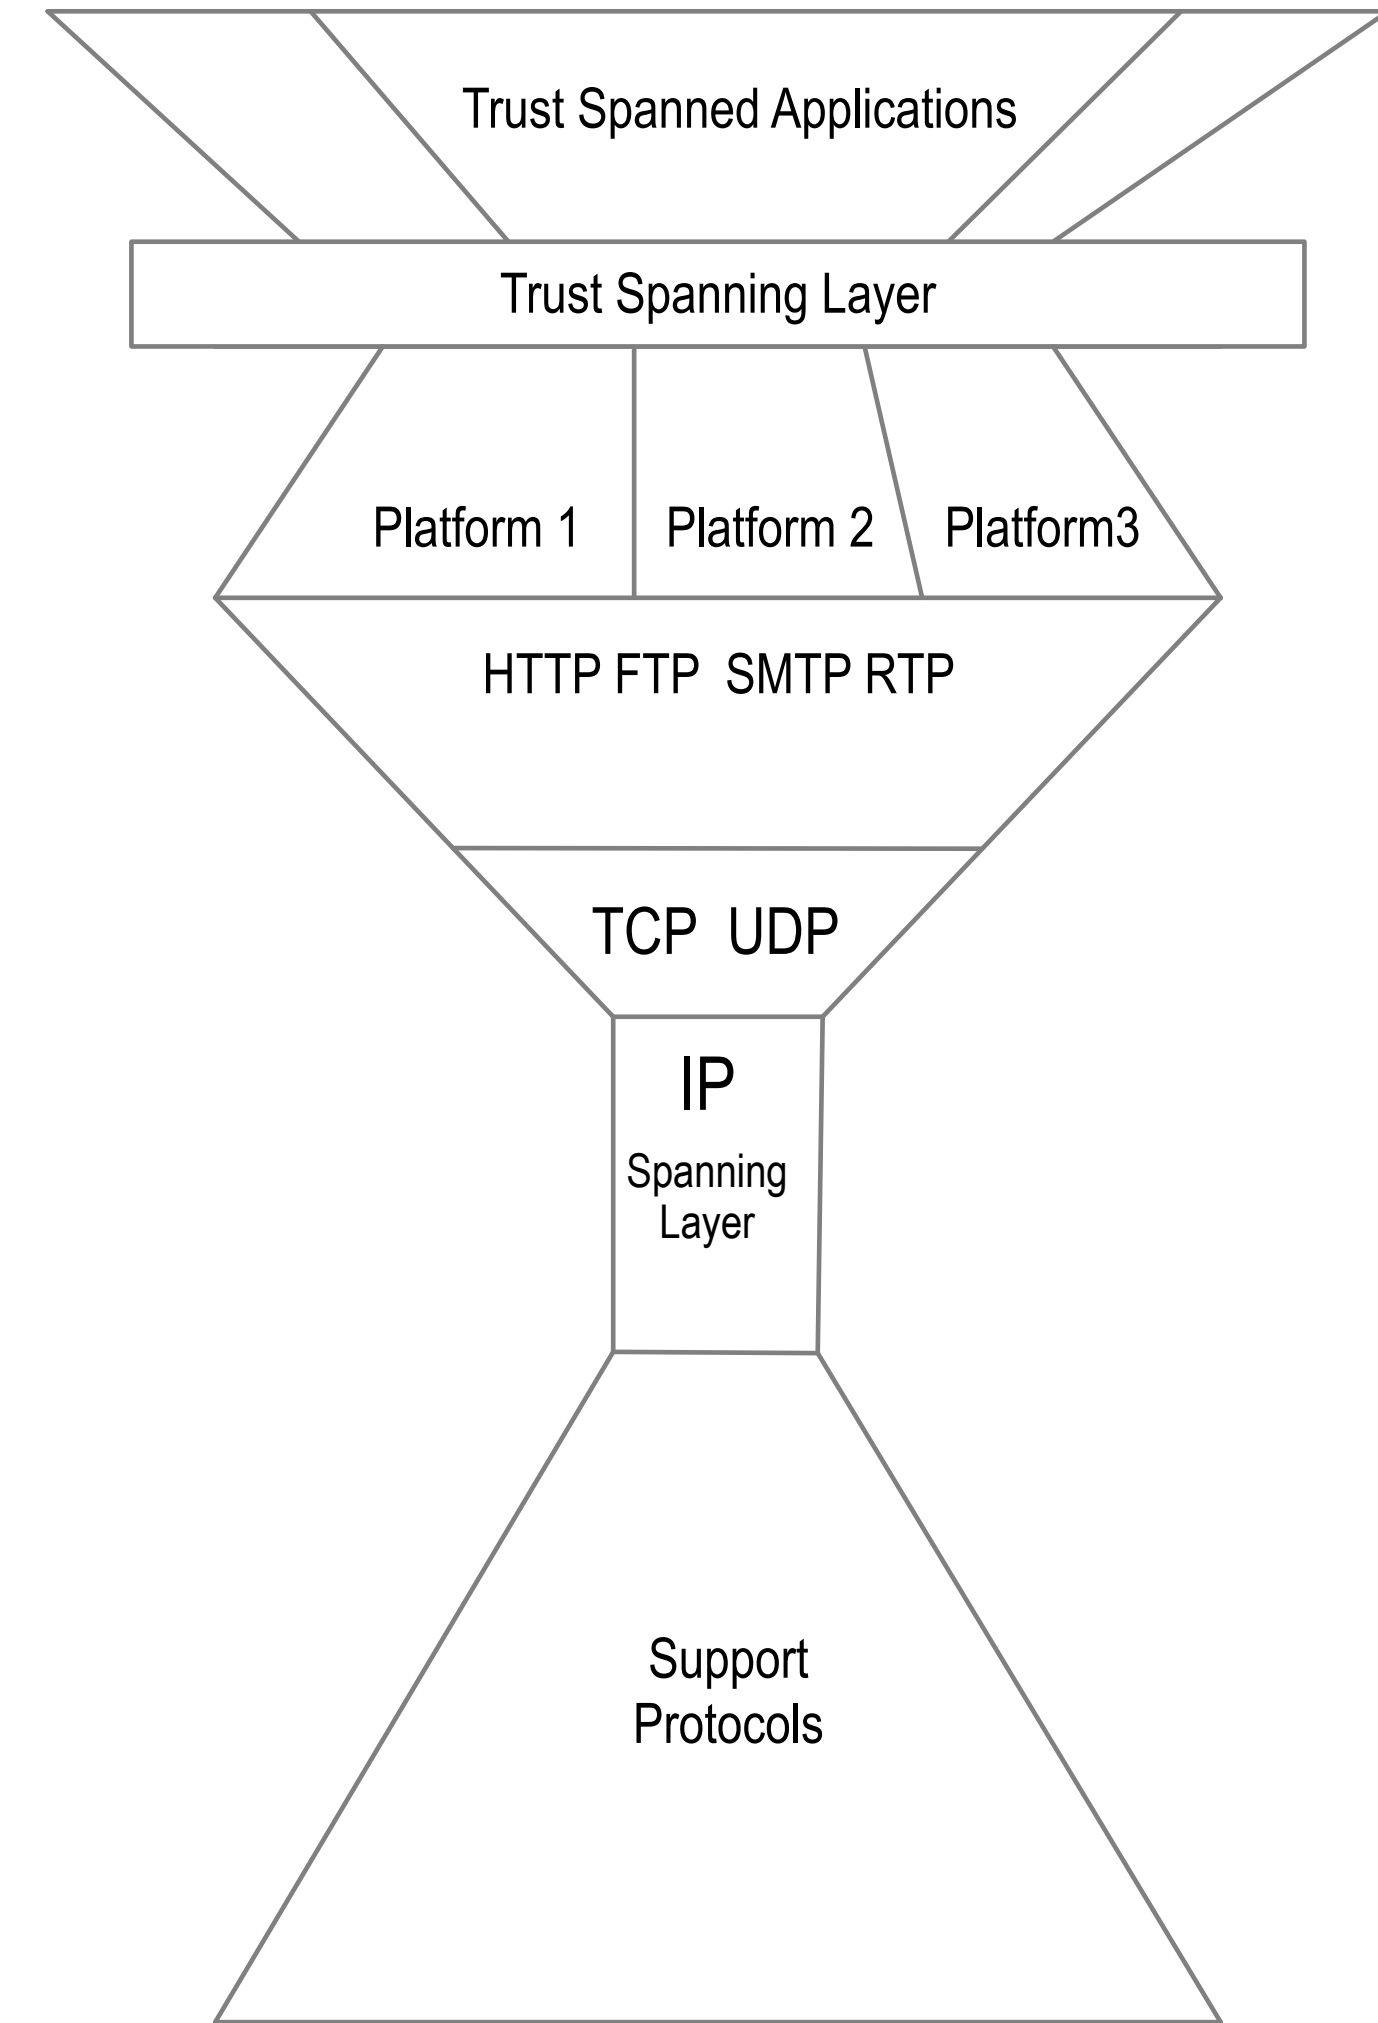 Trust Spanned Applications
Trust Spanning Layer
Platform 1 Platform 2 Platform3
HTTP FTP SMTP RTP
TCP UDP
IP
Spanning
Layer
Support
Protocols